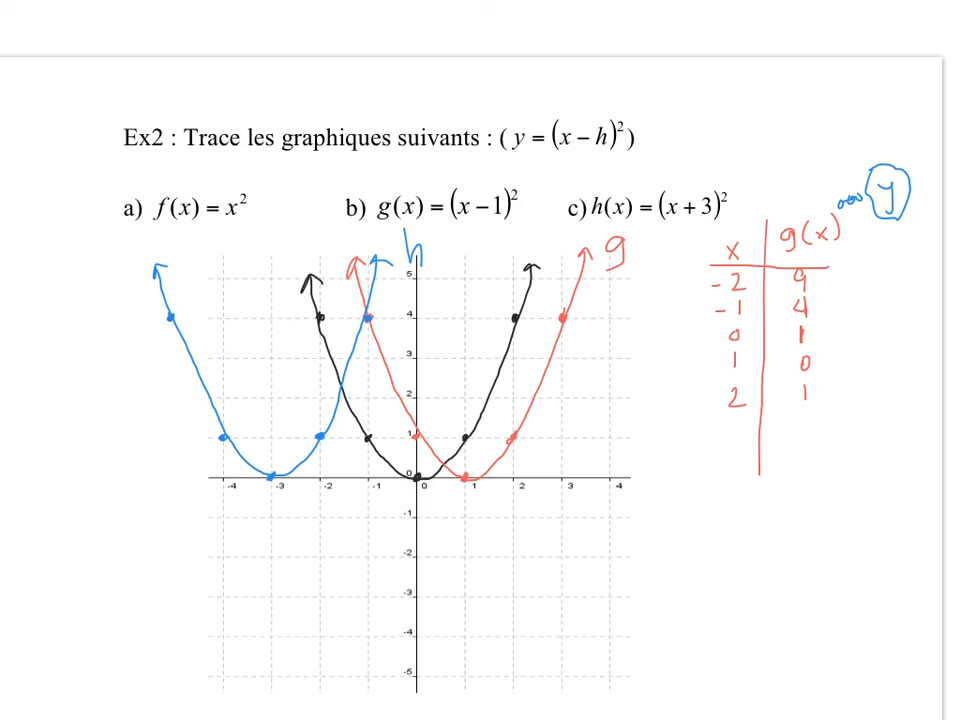 Ex2 : Trace les graphiques suivants : ( y = (x − h)² )
a) f(x) = x² b) g(x) = (x − 1)² c) h(x) = (x + 3)²
y
x g(x)
-2 9
-1 4
0 1
1 0
2 1
h g
5
4
3
2
1
0
-4 -3 -2 -1 0 1 2 3 4
-1
-2
-3
-4
-5